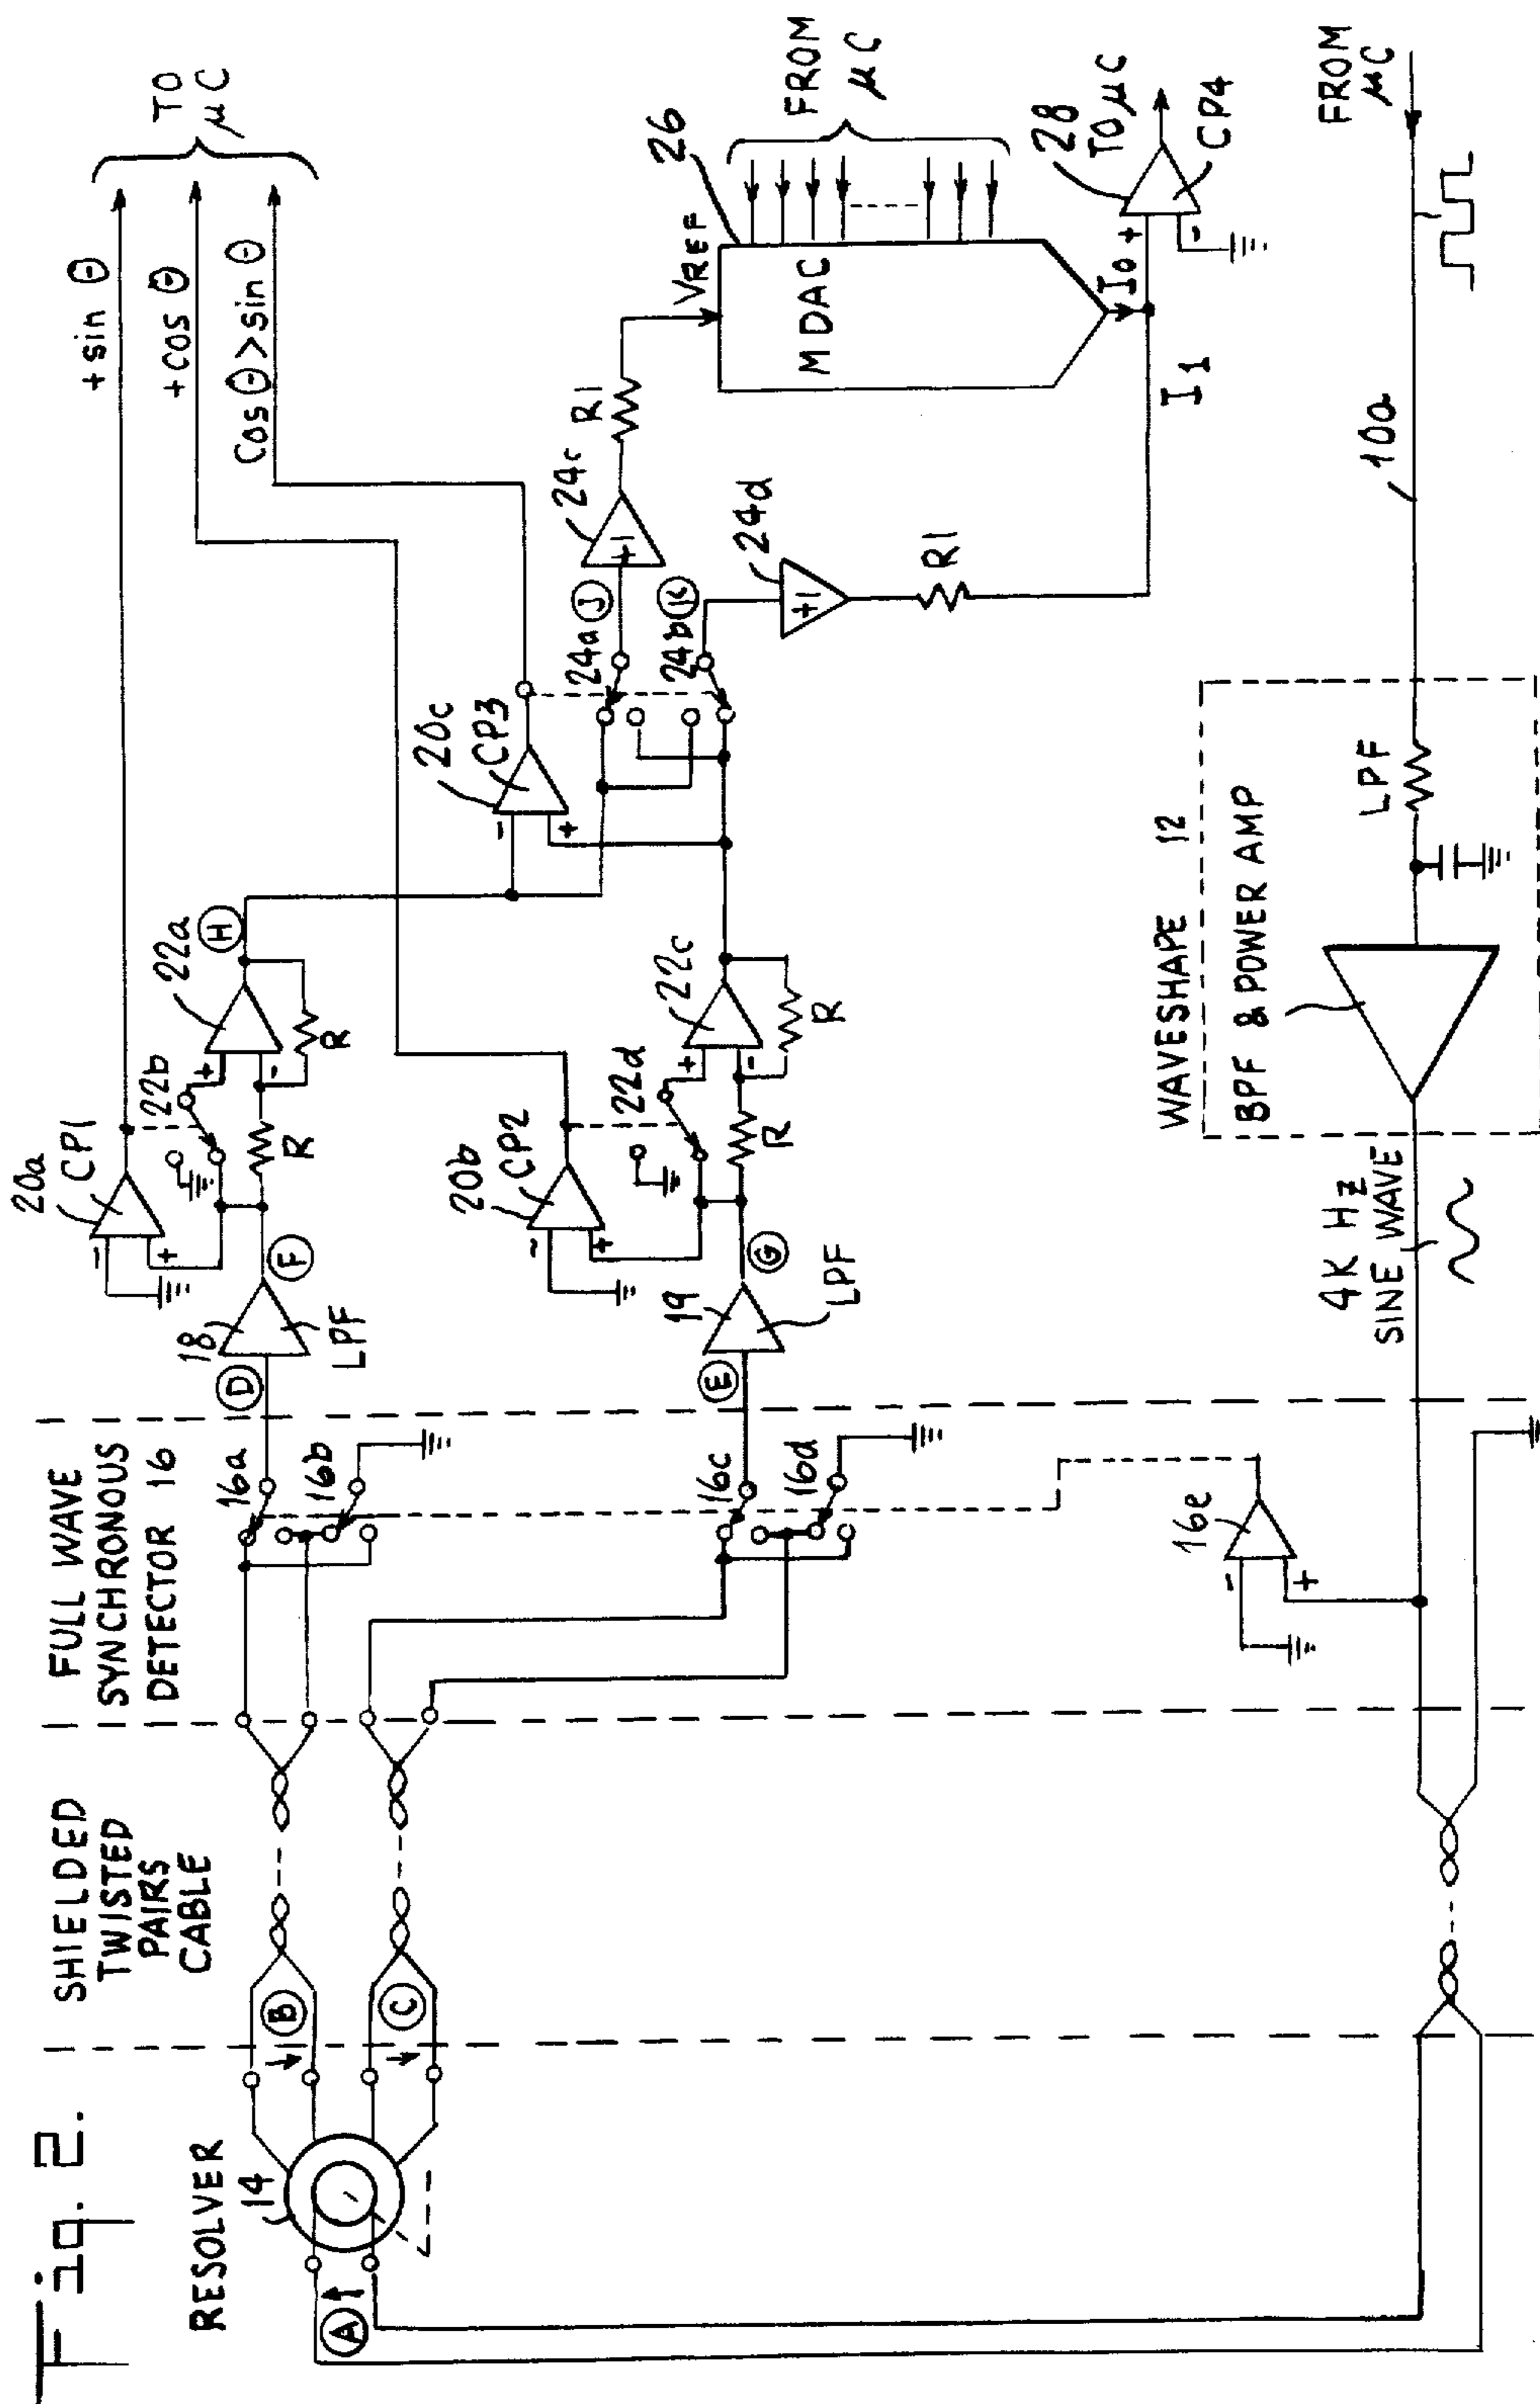 Fig. 2.
RESOLVER
14
A
B
C
SHIELDED
TWISTED
PAIRS
CABLE
FULL WAVE
SYNCHRONOUS
DETECTOR 16
16a
16b
16c
16d
16e
-
+
D
E
18
LPF
19
LPF
F
G
20a
CP1
-
+
22b
+
-
R
R
22a
H
20b
CP2
-
+
22d
+
-
R
R
22c
20c
CP3
-
+
24a
J
24b
K
24c
+1
R1
24d
+1
R1
+sin Θ
+cos Θ
Cos Θ>sin Θ
TO
μC
VREF
26
MDAC
FROM
μC
I0
I1
+
-
28
TO μC
CP4
4K Hz
SINE WAVE
WAVESHAPE 12
BPF & POWER AMP
LPF
10a
FROM
μC